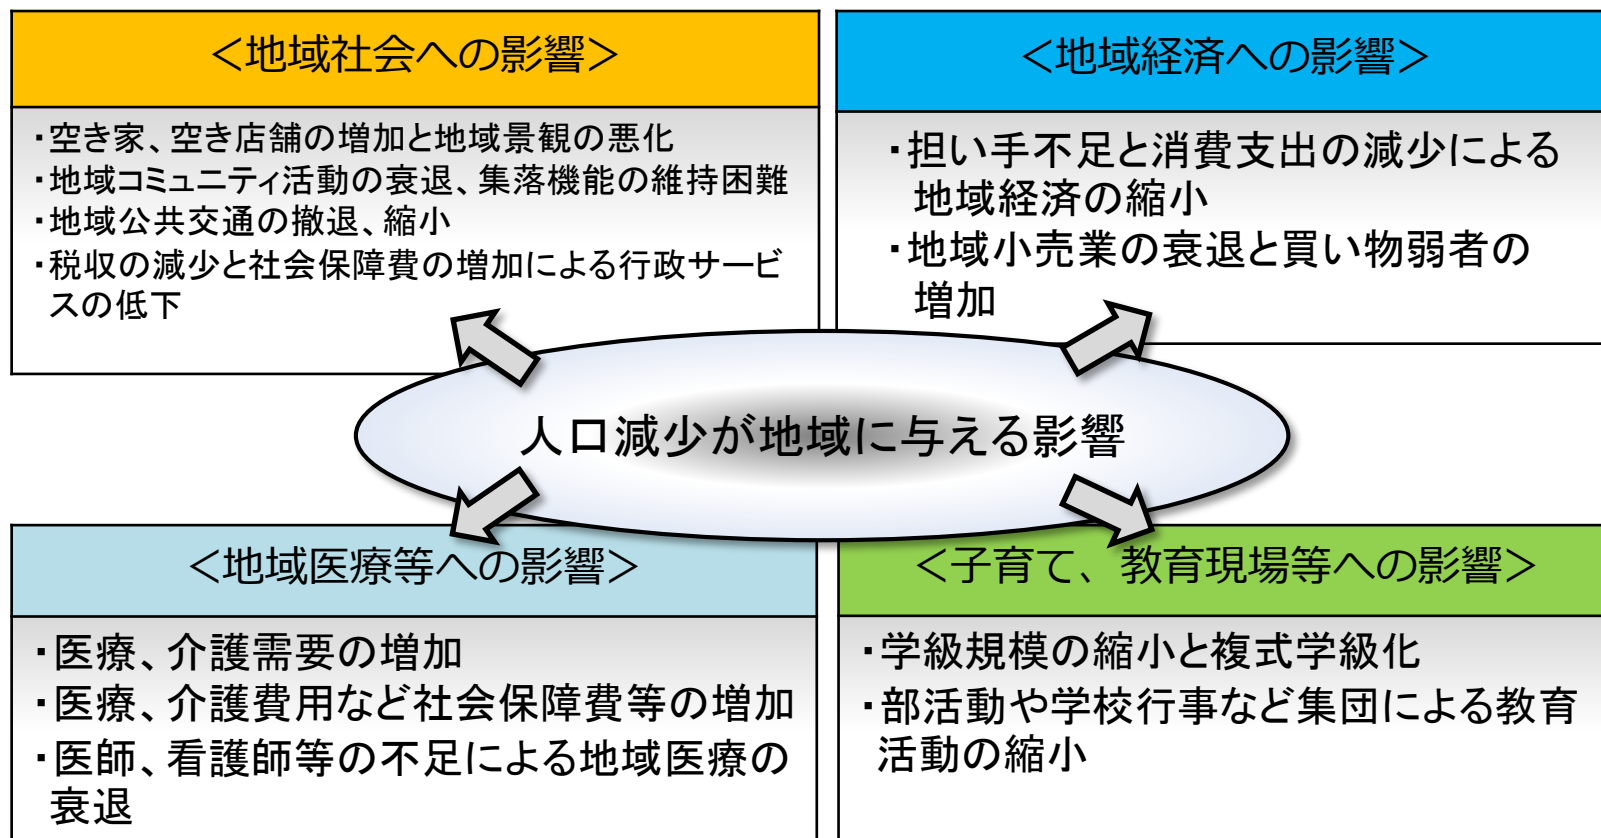 ＜地域社会への影響＞
・空き家、空き店舗の増加と地域景観の悪化
・地域コミュニティ活動の衰退、集落機能の維持困難
・地域公共交通の撤退、縮小
・税収の減少と社会保障費の増加による行政サービ
スの低下
＜地域経済への影響＞
・担い手不足と消費支出の減少による
地域経済の縮小
・地域小売業の衰退と買い物弱者の
増加
人口減少が地域に与える影響
＜地域医療等への影響＞
・医療、介護需要の増加
・医療、介護費用など社会保障費等の増加
・医師、看護師等の不足による地域医療の
衰退
＜子育て、教育現場等への影響＞
・学級規模の縮小と複式学級化
・部活動や学校行事など集団による教育
活動の縮小